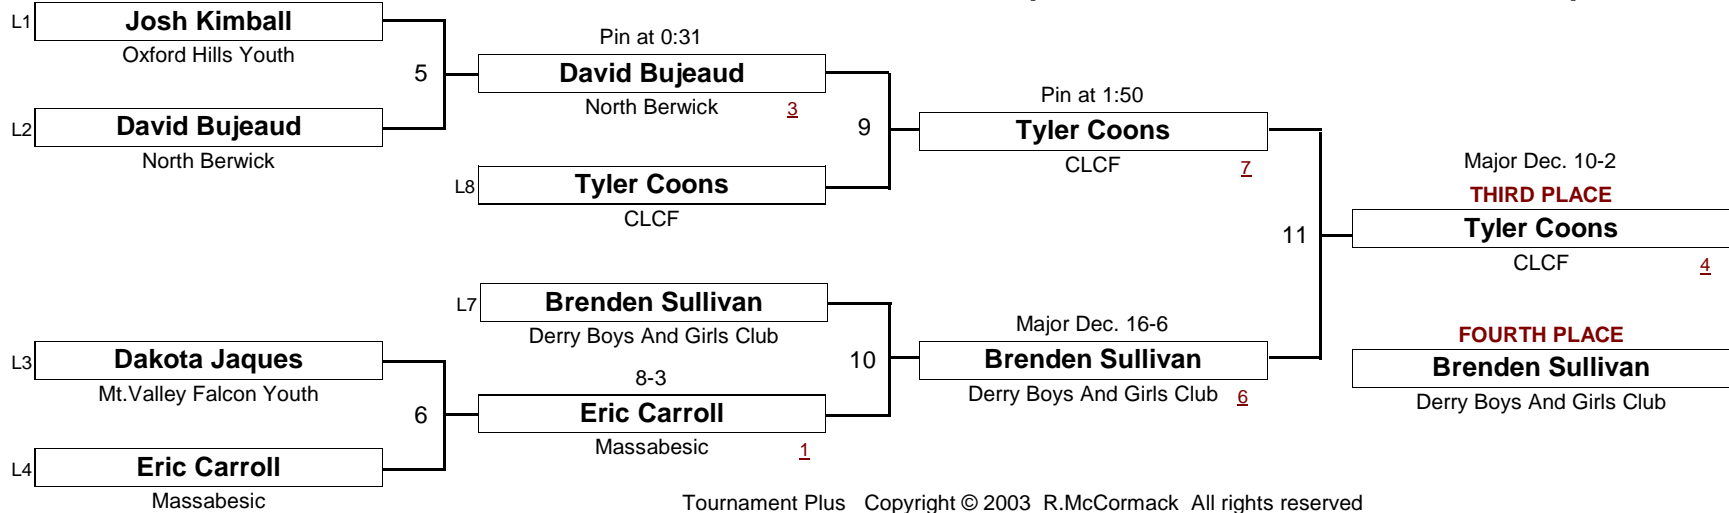 L1 Josh Kimball
Oxford Hills Youth
5
L2 David Bujeaud
North Berwick
Pin at 0:31
David Bujeaud
North Berwick 3
9
L8 Tyler Coons
CLCF
Pin at 1:50
Tyler Coons
CLCF 7
11
Major Dec. 10-2
THIRD PLACE
Tyler Coons
CLCF 4
L7 Brenden Sullivan
Derry Boys And Girls Club
10
L3 Dakota Jaques
Mt.Valley Falcon Youth
6
L4 Eric Carroll
Massabesic
8-3
Eric Carroll
Massabesic 1
Major Dec. 16-6
Brenden Sullivan
Derry Boys And Girls Club 6
FOURTH PLACE
Brenden Sullivan
Derry Boys And Girls Club
Tournament Plus Copyright © 2003 R.McCormack All rights reserved